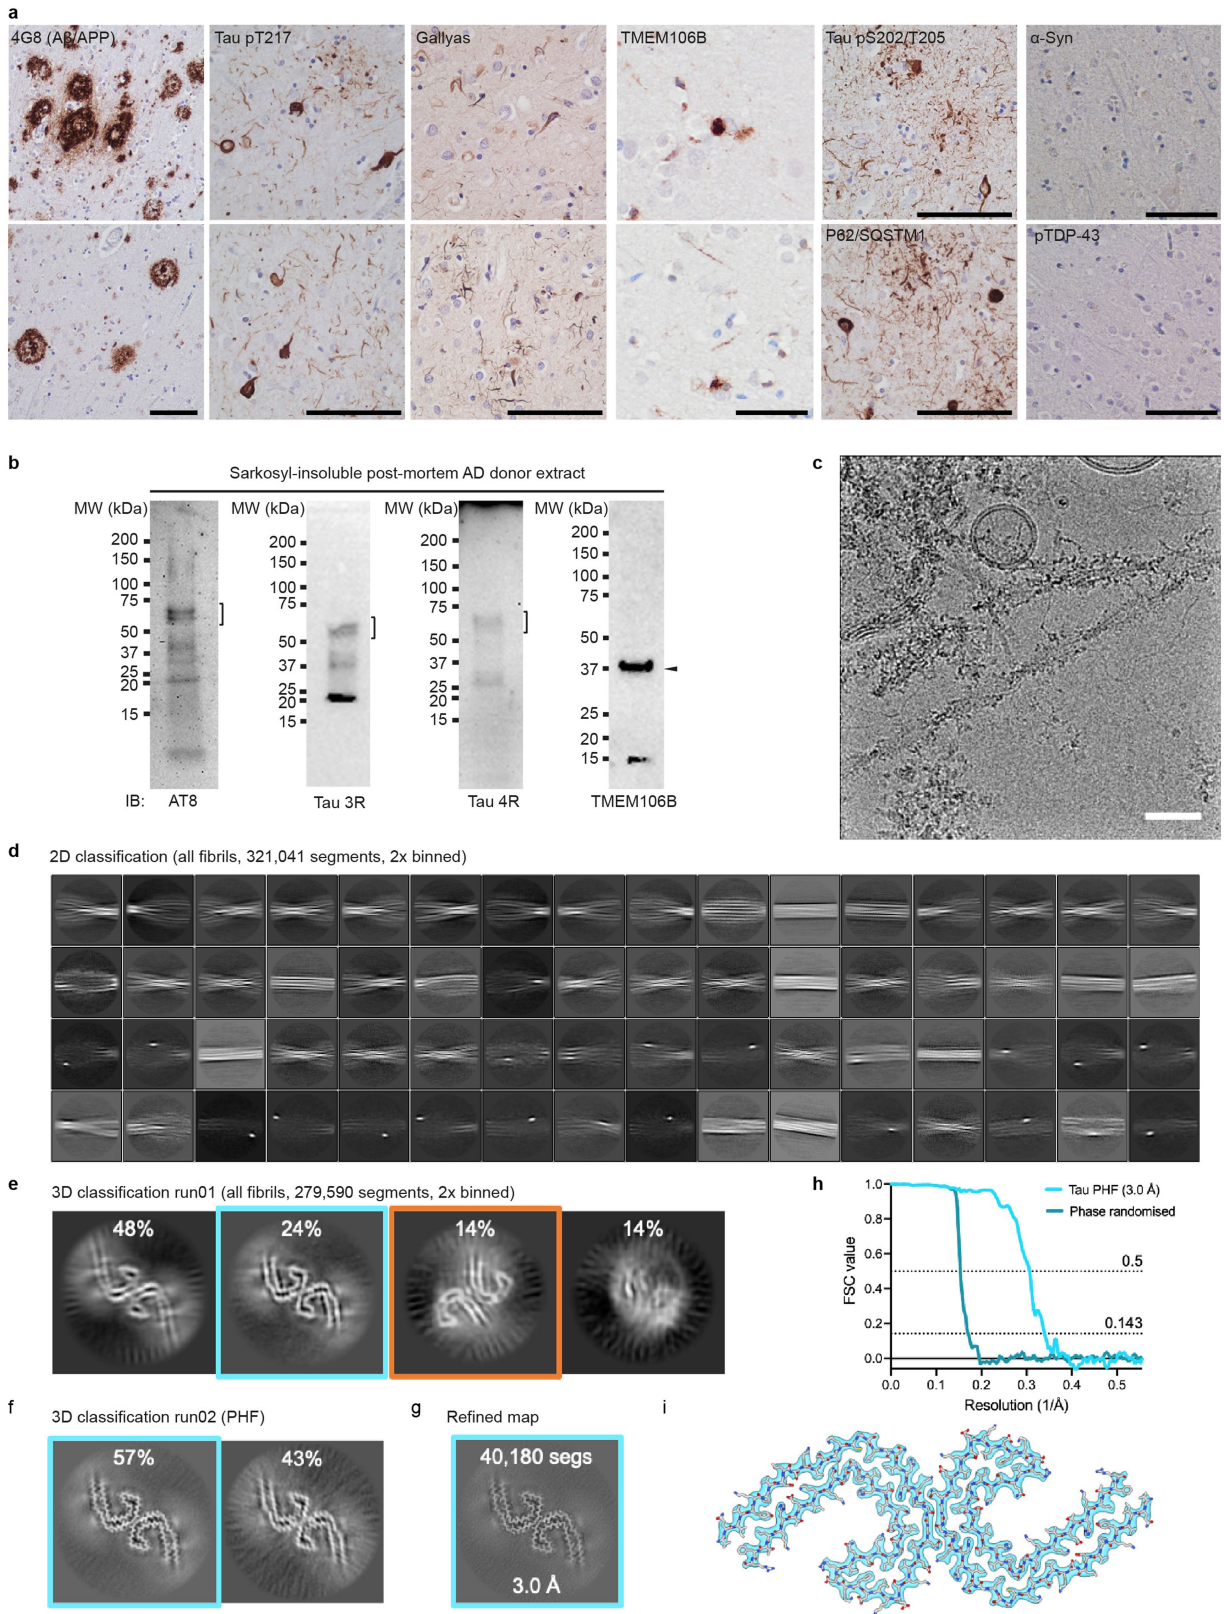 a
4G8 (Aβ/APP)
Tau pT217
Gallyas
TMEM106B
Tau pS202/T205
α-Syn
P62/SQSTM1
pTDP-43
b
Sarkosyl-insoluble post-mortem AD donor extract
MW (kDa)
200
150
100
75
50
37
25
20
15
MW (kDa)
200
150
100
75
50
37
25
20
15
MW (kDa)
200
150
100
75
50
37
25
20
15
MW (kDa)
200
150
100
75
50
37
25
20
15
IB: AT8 Tau 3R Tau 4R TMEM106B
c
d 2D classification (all fibrils, 321,041 segments, 2x binned)
e 3D classification run01 (all fibrils, 279,590 segments, 2x binned)
48% 24% 14% 14%
f 3D classification run02 (PHF)
57% 43%
g Refined map
40,180 segs
3.0 Å
h
Tau PHF (3.0 Å)
Phase randomised
FSC value
1.0
0.8
0.6
0.4
0.2
0.0
0.5
0.143
0.0 0.1 0.2 0.3 0.4 0.5
Resolution (1/Å)
i